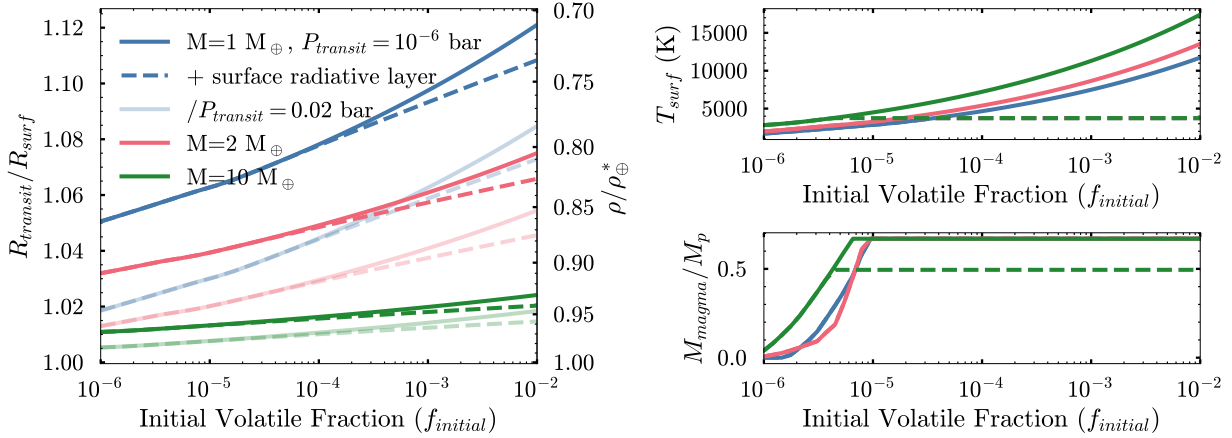 R_transit/R_surf
1.12
1.10
1.08
1.06
1.04
1.02
1.00
M=1 M⊕, P_transit = 10⁻⁶ bar
+ surface radiative layer
/P_transit = 0.02 bar
M=2 M⊕
M=10 M⊕
0.70
0.75
0.80
0.85
0.90
0.95
1.00
ρ/ρ⊕*
10⁻⁶ 10⁻⁵ 10⁻⁴ 10⁻³ 10⁻²
Initial Volatile Fraction (f_initial)
T_surf (K)
15000
10000
5000
10⁻⁶ 10⁻⁵ 10⁻⁴ 10⁻³ 10⁻²
Initial Volatile Fraction (f_initial)
M_magma/M_p
0.5
0.0
10⁻⁶ 10⁻⁵ 10⁻⁴ 10⁻³ 10⁻²
Initial Volatile Fraction (f_initial)